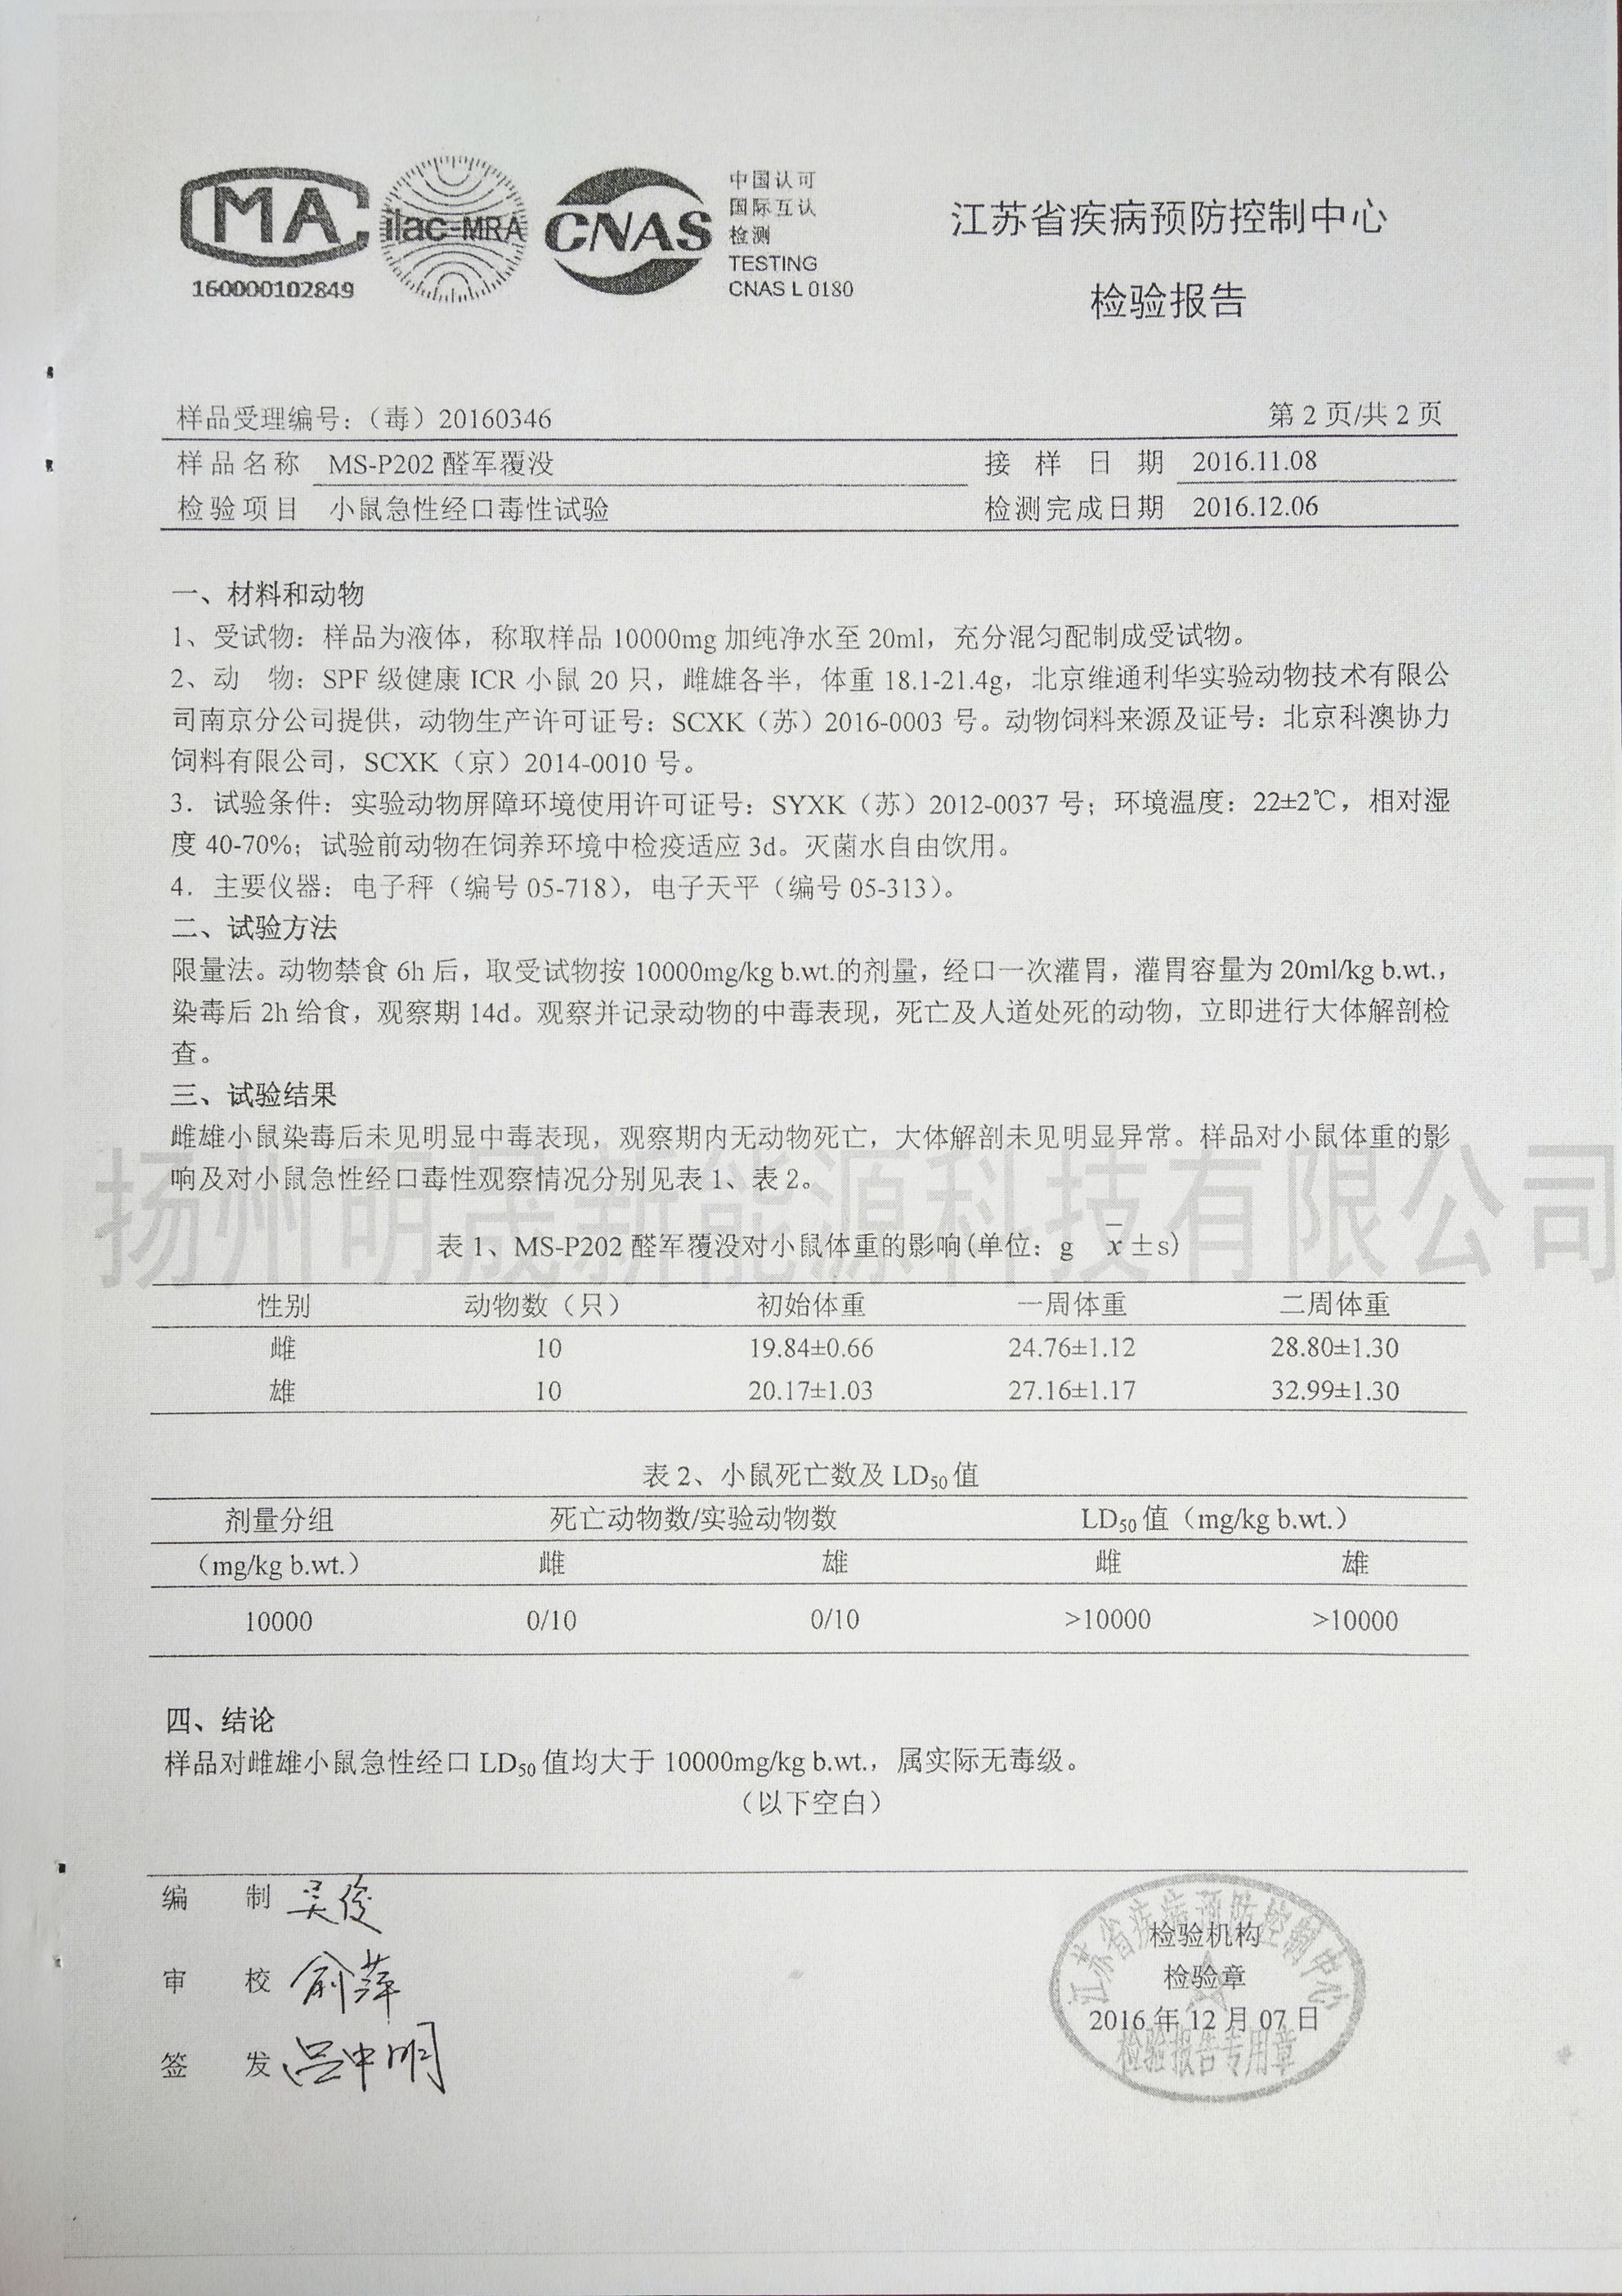 MA
160000102849
ilac-MRA
CNAS
中国认可
国际互认
检测
TESTING
CNAS L 0180
江苏省疾病预防控制中心
检验报告
样品受理编号：（毒）20160346
第 2 页/共 2 页
样品名称 MS-P202 醛军覆没 接样日期 2016.11.08
检验项目 小鼠急性经口毒性试验 检测完成日期 2016.12.06
一、材料和动物
1、受试物：样品为液体，称取样品 10000mg 加纯净水至 20ml，充分混匀配制成受试物。
2、动 物：SPF 级健康 ICR 小鼠 20 只，雌雄各半，体重 18.1-21.4g，北京维通利华实验动物技术有限公
司南京分公司提供，动物生产许可证号：SCXK（苏）2016-0003 号。动物饲料来源及证号：北京科澳协力
饲料有限公司，SCXK（京）2014-0010 号。
3．试验条件：实验动物屏障环境使用许可证号：SYXK（苏）2012-0037 号；环境温度：22±2℃，相对湿
度 40-70%；试验前动物在饲养环境中检疫适应 3d。灭菌水自由饮用。
4．主要仪器：电子秤（编号 05-718），电子天平（编号 05-313）。
二、试验方法
限量法。动物禁食 6h 后，取受试物按 10000mg/kg b.wt.的剂量，经口一次灌胃，灌胃容量为 20ml/kg b.wt.，
染毒后 2h 给食，观察期 14d。观察并记录动物的中毒表现，死亡及人道处死的动物，立即进行大体解剖检
查。
三、试验结果
雌雄小鼠染毒后未见明显中毒表现，观察期内无动物死亡，大体解剖未见明显异常。样品对小鼠体重的影
响及对小鼠急性经口毒性观察情况分别见表 1、表 2。
扬州明晟新能源科技有限公司
表 1、MS-P202 醛军覆没对小鼠体重的影响(单位：g x̄±s)
性别 动物数（只） 初始体重 一周体重 二周体重
雌 10 19.84±0.66 24.76±1.12 28.80±1.30
雄 10 20.17±1.03 27.16±1.17 32.99±1.30
表 2、小鼠死亡数及 LD50 值
剂量分组 死亡动物数/实验动物数 LD50 值（mg/kg b.wt.）
（mg/kg b.wt.） 雌 雄 雌 雄
10000 0/10 0/10 >10000 >10000
四、结论
样品对雌雄小鼠急性经口 LD50 值均大于 10000mg/kg b.wt.，属实际无毒级。
（以下空白）
编 制 吴俊
审 校 俞萍
签 发 吕中明
江苏省疾病预防控制中心
检验机构
检验章
2016 年 12 月 07 日
检验报告专用章